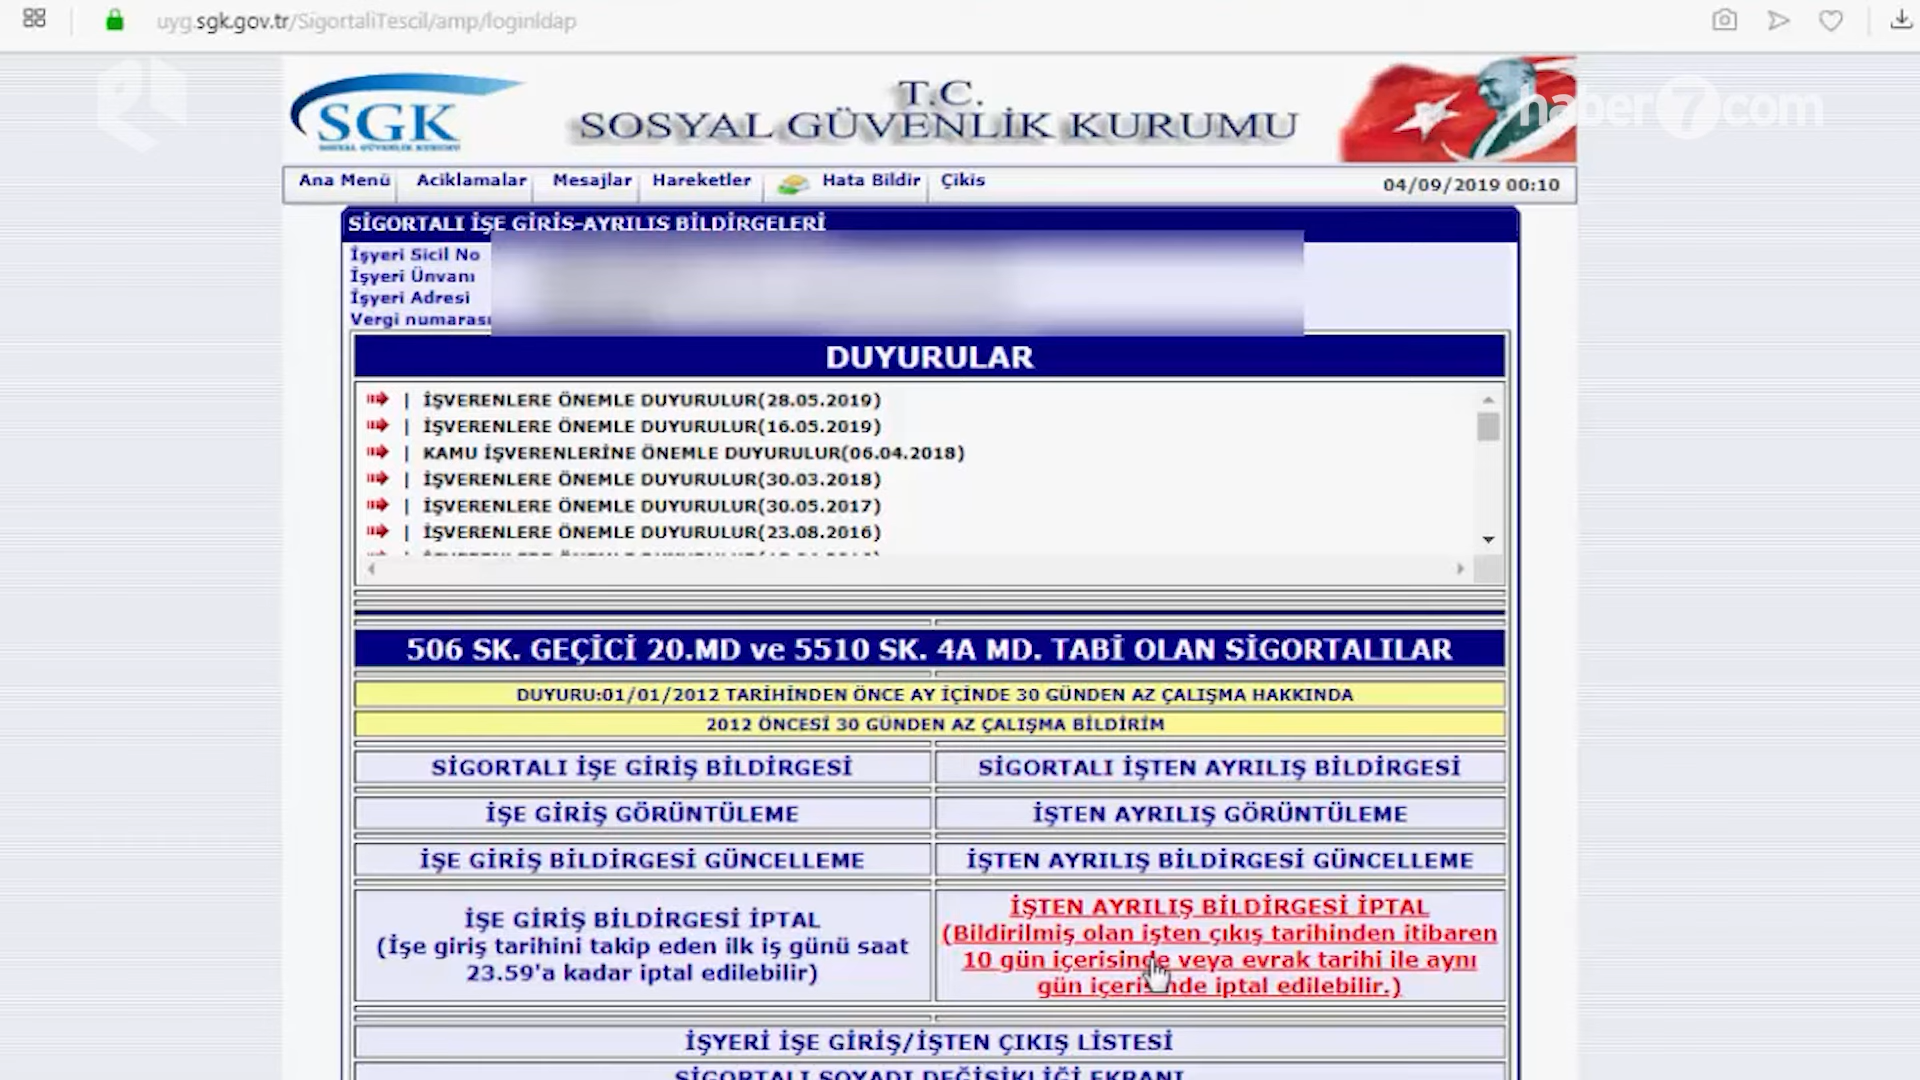 uyg.sgk.gov.tr/SigortaliTescil/amp/loginldap
haber7com
SGK
SOSYAL GÜVENLİK KURUMU
T.C.
SOSYAL GÜVENLİK KURUMU
Ana Menü Aciklamalar Mesajlar Hareketler Hata Bildir Çikis
04/09/2019 00:10
SİGORTALI İŞE GİRİS-AYRILIS BİLDİRGELERİ
İşyeri Sicil No
İşyeri Ünvanı
İşyeri Adresi
Vergi numarası
DUYURULAR
| İŞVERENLERE ÖNEMLE DUYURULUR(28.05.2019)
| İŞVERENLERE ÖNEMLE DUYURULUR(16.05.2019)
| KAMU İŞVERENLERİNE ÖNEMLE DUYURULUR(06.04.2018)
| İŞVERENLERE ÖNEMLE DUYURULUR(30.03.2018)
| İŞVERENLERE ÖNEMLE DUYURULUR(30.05.2017)
| İŞVERENLERE ÖNEMLE DUYURULUR(23.08.2016)
506 SK. GEÇİCİ 20.MD ve 5510 SK. 4A MD. TABİ OLAN SİGORTALILAR
DUYURU:01/01/2012 TARİHİNDEN ÖNCE AY İÇİNDE 30 GÜNDEN AZ ÇALIŞMA HAKKINDA
2012 ÖNCESİ 30 GÜNDEN AZ ÇALIŞMA BİLDİRİM
SİGORTALI İŞE GİRİŞ BİLDİRGESİ
SİGORTALI İŞTEN AYRILIŞ BİLDİRGESİ
İŞE GİRİŞ GÖRÜNTÜLEME
İŞTEN AYRILIŞ GÖRÜNTÜLEME
İŞE GİRİŞ BİLDİRGESİ GÜNCELLEME
İŞTEN AYRILIŞ BİLDİRGESİ GÜNCELLEME
İŞE GİRİŞ BİLDİRGESİ İPTAL
(İşe giriş tarihini takip eden ilk iş günü saat
23.59'a kadar iptal edilebilir)
İŞTEN AYRILIŞ BİLDİRGESİ İPTAL
(Bildirilmiş olan işten çıkış tarihinden itibaren
10 gün içerisinde veya evrak tarihi ile aynı
gün içerisinde iptal edilebilir.)
İŞYERİ İŞE GİRİŞ/İŞTEN ÇIKIŞ LİSTESİ
SİGORTALI SOYADI DEĞİŞİKLİĞİ EKRANI